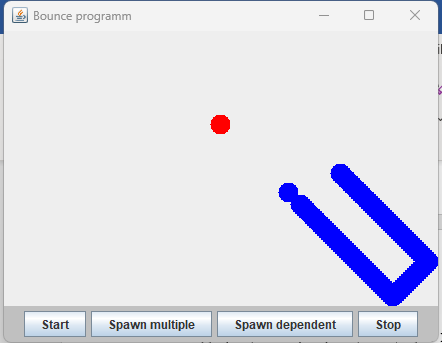 Bounce programm
Start
Spawn multiple
Spawn dependent
Stop